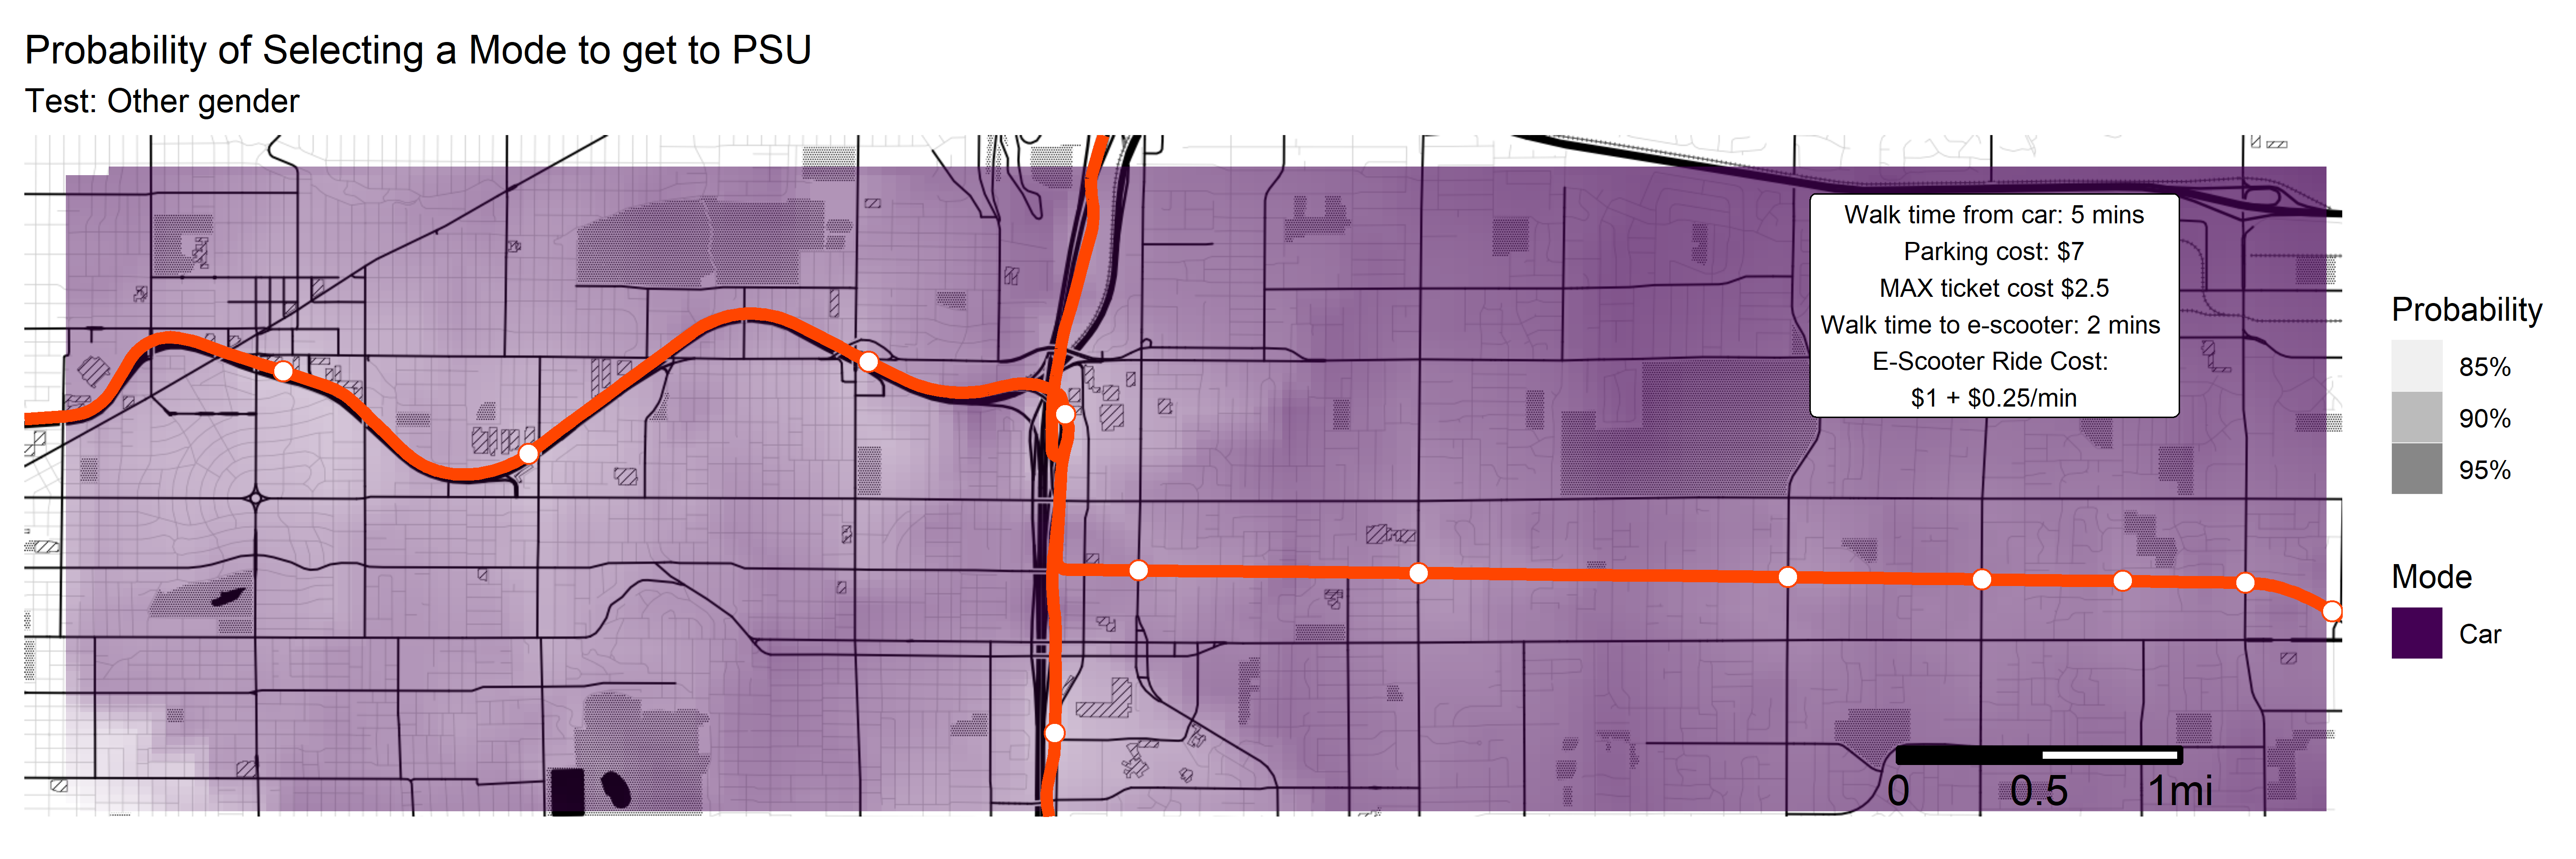 Probability of Selecting a Mode to get to PSU
Test: Other gender
Walk time from car: 5 mins
Parking cost: $7
MAX ticket cost $2.5
Walk time to e-scooter: 2 mins
E-Scooter Ride Cost:
$1 + $0.25/min
Probability
85%
90%
95%
Mode
Car
0 0.5 1mi